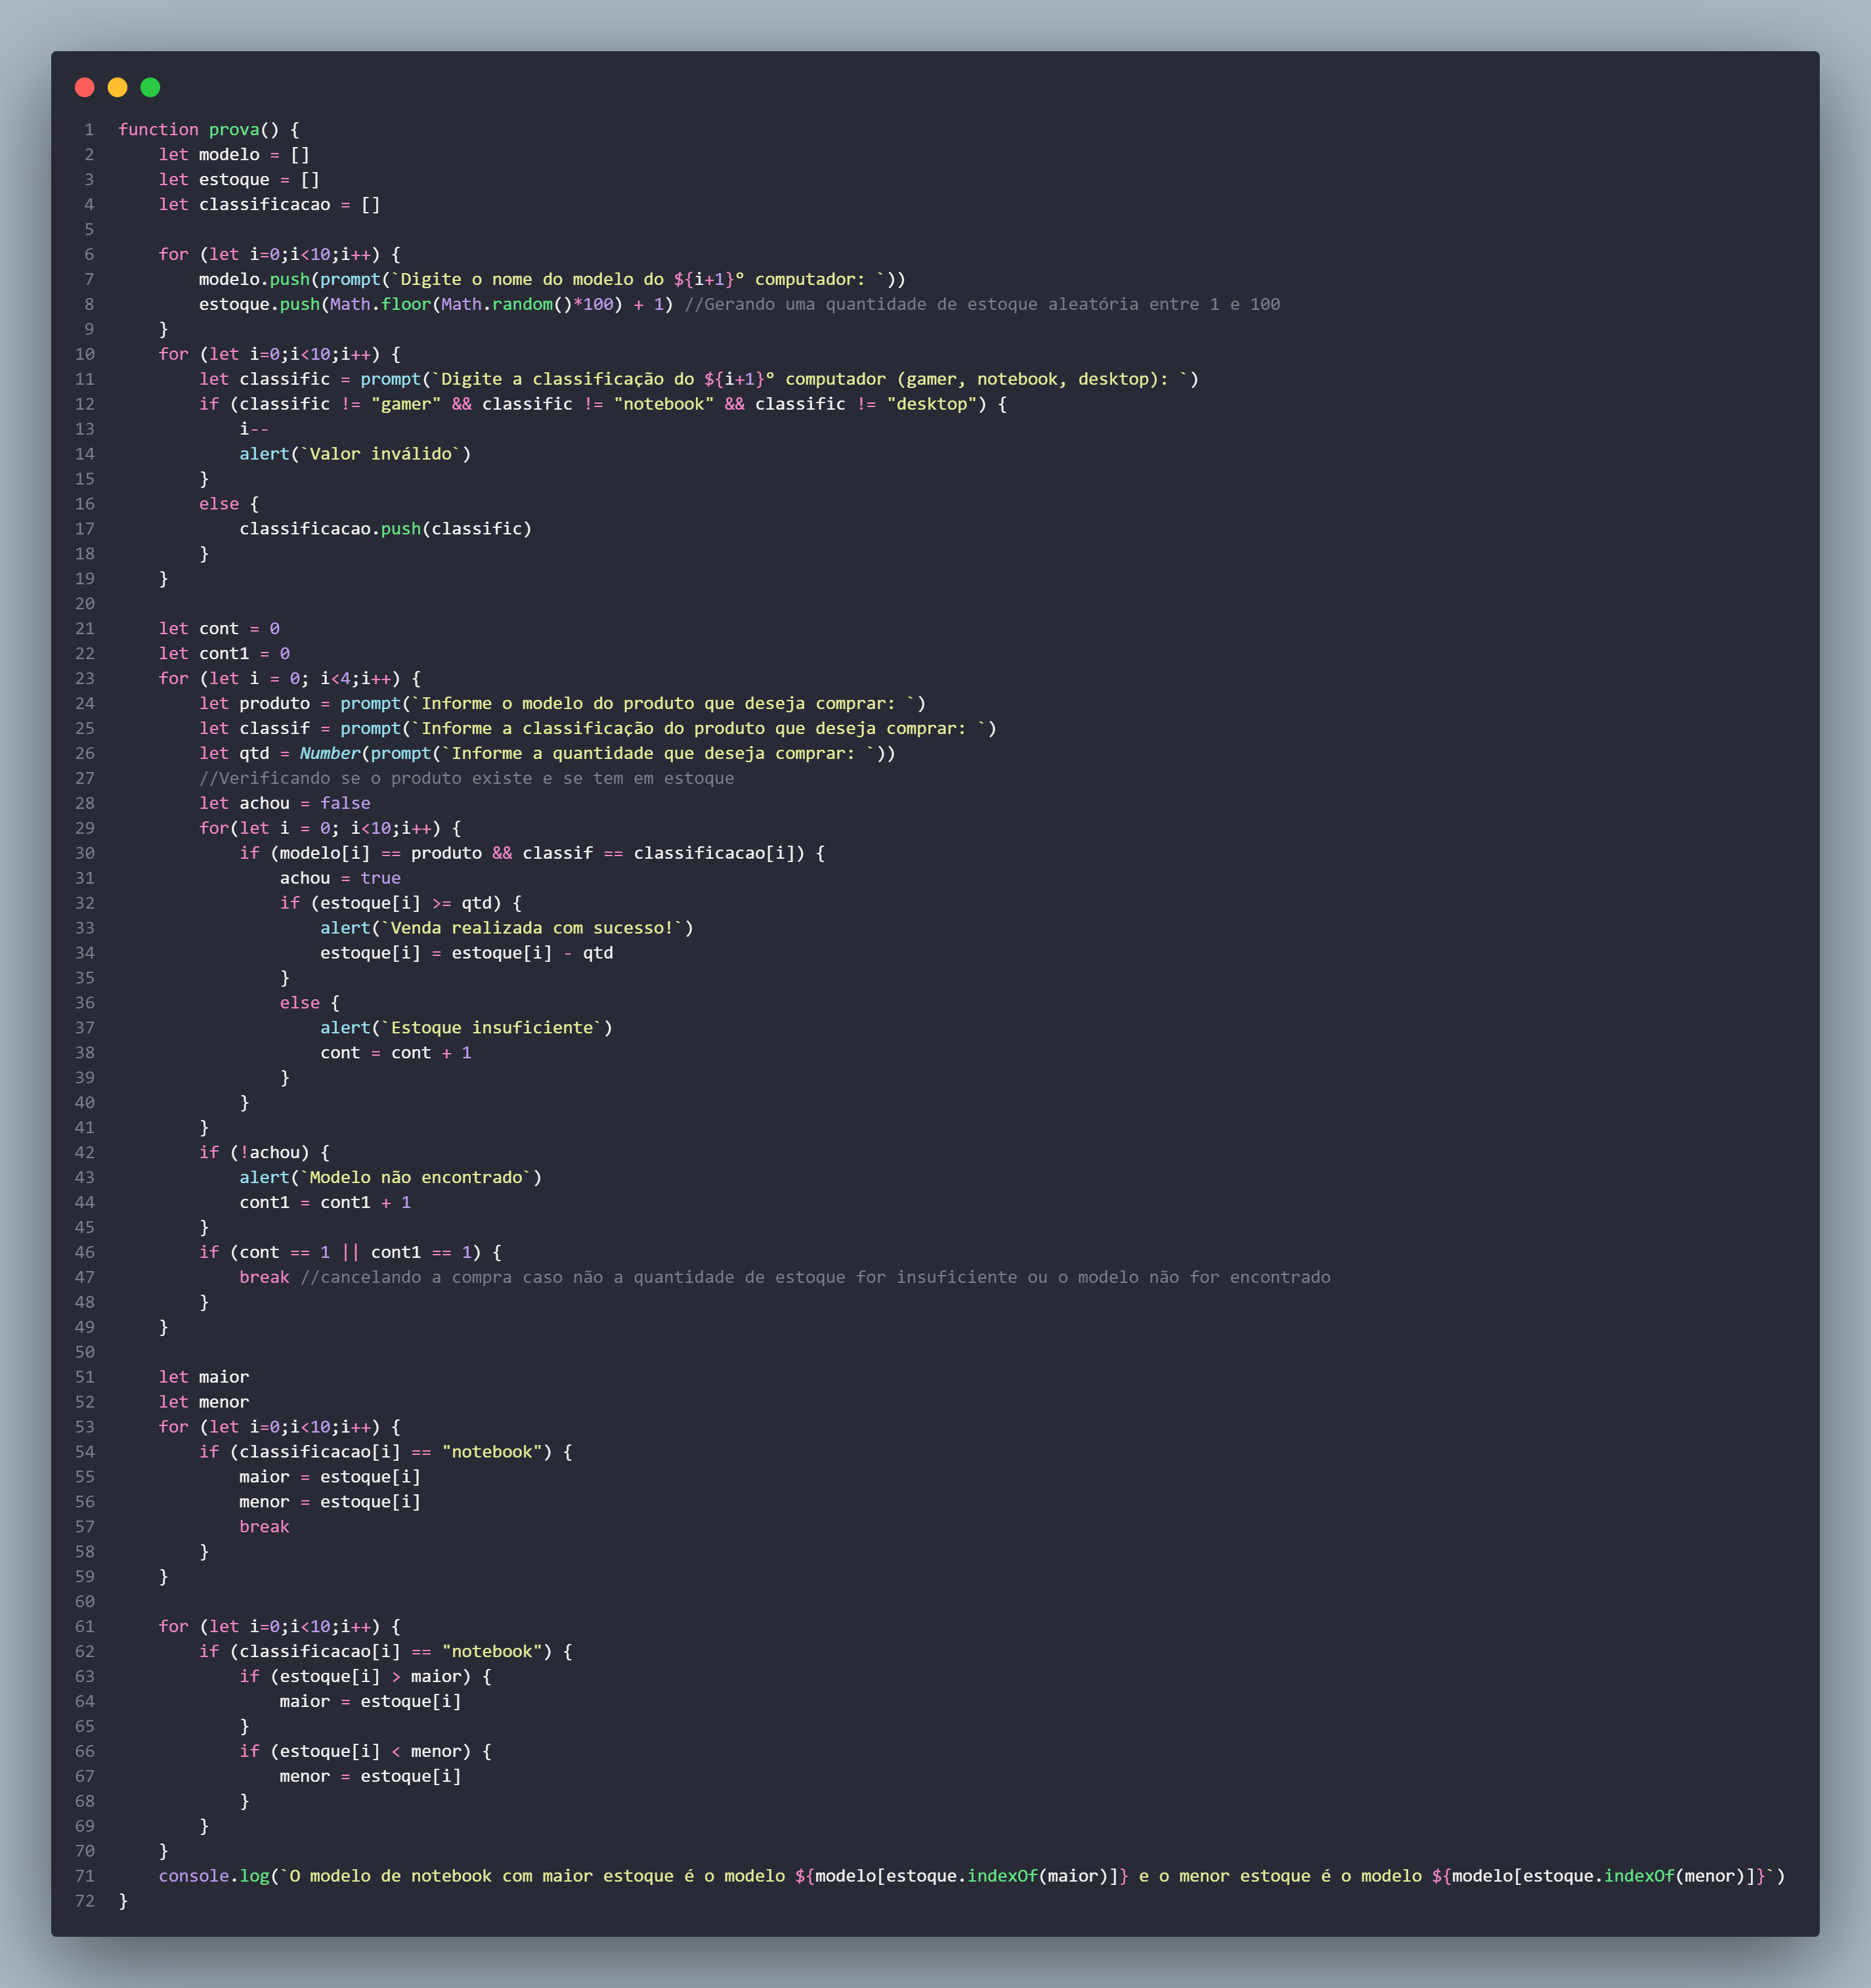 1 function prova() {
2     let modelo = []
3     let estoque = []
4     let classificacao = []
5
6     for (let i=0;i<10;i++) {
7         modelo.push(prompt(`Digite o nome do modelo do ${i+1}º computador: `))
8         estoque.push(Math.floor(Math.random()*100) + 1) //Gerando uma quantidade de estoque aleatória entre 1 e 100
9     }
10     for (let i=0;i<10;i++) {
11         let classific = prompt(`Digite a classificação do ${i+1}º computador (gamer, notebook, desktop): `)
12         if (classific != "gamer" && classific != "notebook" && classific != "desktop") {
13             i--
14             alert(`Valor inválido`)
15         }
16         else {
17             classificacao.push(classific)
18         }
19     }
20
21     let cont = 0
22     let cont1 = 0
23     for (let i = 0; i<4;i++) {
24         let produto = prompt(`Informe o modelo do produto que deseja comprar: `)
25         let classif = prompt(`Informe a classificação do produto que deseja comprar: `)
26         let qtd = Number(prompt(`Informe a quantidade que deseja comprar: `))
27         //Verificando se o produto existe e se tem em estoque
28         let achou = false
29         for(let i = 0; i<10;i++) {
30             if (modelo[i] == produto && classif == classificacao[i]) {
31                 achou = true
32                 if (estoque[i] >= qtd) {
33                     alert(`Venda realizada com sucesso!`)
34                     estoque[i] = estoque[i] - qtd
35                 }
36                 else {
37                     alert(`Estoque insuficiente`)
38                     cont = cont + 1
39                 }
40             }
41         }
42         if (!achou) {
43             alert(`Modelo não encontrado`)
44             cont1 = cont1 + 1
45         }
46         if (cont == 1 || cont1 == 1) {
47             break //cancelando a compra caso não a quantidade de estoque for insuficiente ou o modelo não for encontrado
48         }
49     }
50
51     let maior
52     let menor
53     for (let i=0;i<10;i++) {
54         if (classificacao[i] == "notebook") {
55             maior = estoque[i]
56             menor = estoque[i]
57             break
58         }
59     }
60
61     for (let i=0;i<10;i++) {
62         if (classificacao[i] == "notebook") {
63             if (estoque[i] > maior) {
64                 maior = estoque[i]
65             }
66             if (estoque[i] < menor) {
67                 menor = estoque[i]
68             }
69         }
70     }
71     console.log(`O modelo de notebook com maior estoque é o modelo ${modelo[estoque.indexOf(maior)]} e o menor estoque é o modelo ${modelo[estoque.indexOf(menor)]}`)
72 }